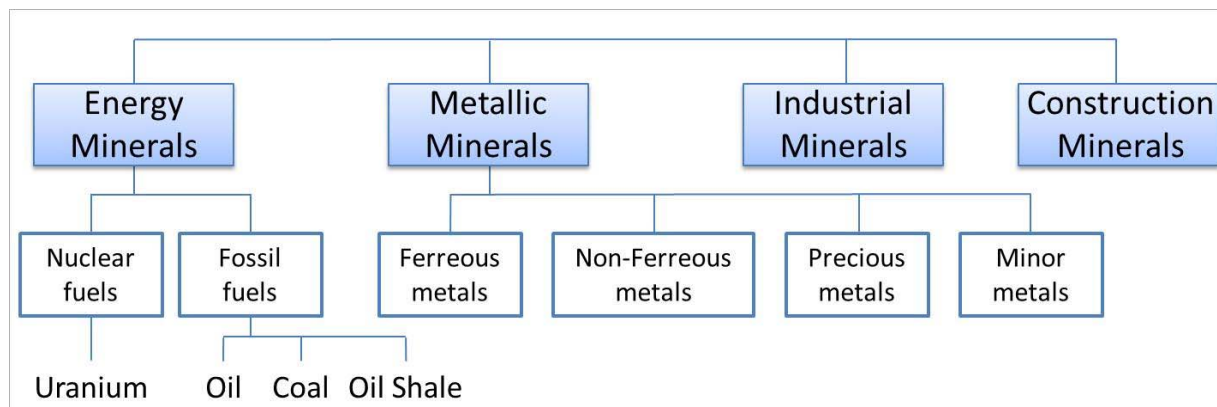 Energy
Minerals
Metallic
Minerals
Industrial
Minerals
Construction
Minerals
Nuclear
fuels
Fossil
fuels
Ferreous
metals
Non-Ferreous
metals
Precious
metals
Minor
metals
Uranium
Oil
Coal
Oil Shale